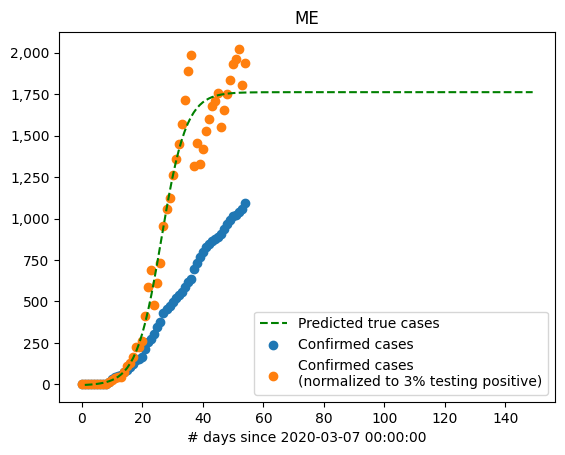 ME
2,000
1,750
1,500
1,250
1,000
750
500
250
0
Predicted true cases
Confirmed cases
Confirmed cases
(normalized to 3% testing positive)
0 20 40 60 80 100 120 140
# days since 2020-03-07 00:00:00